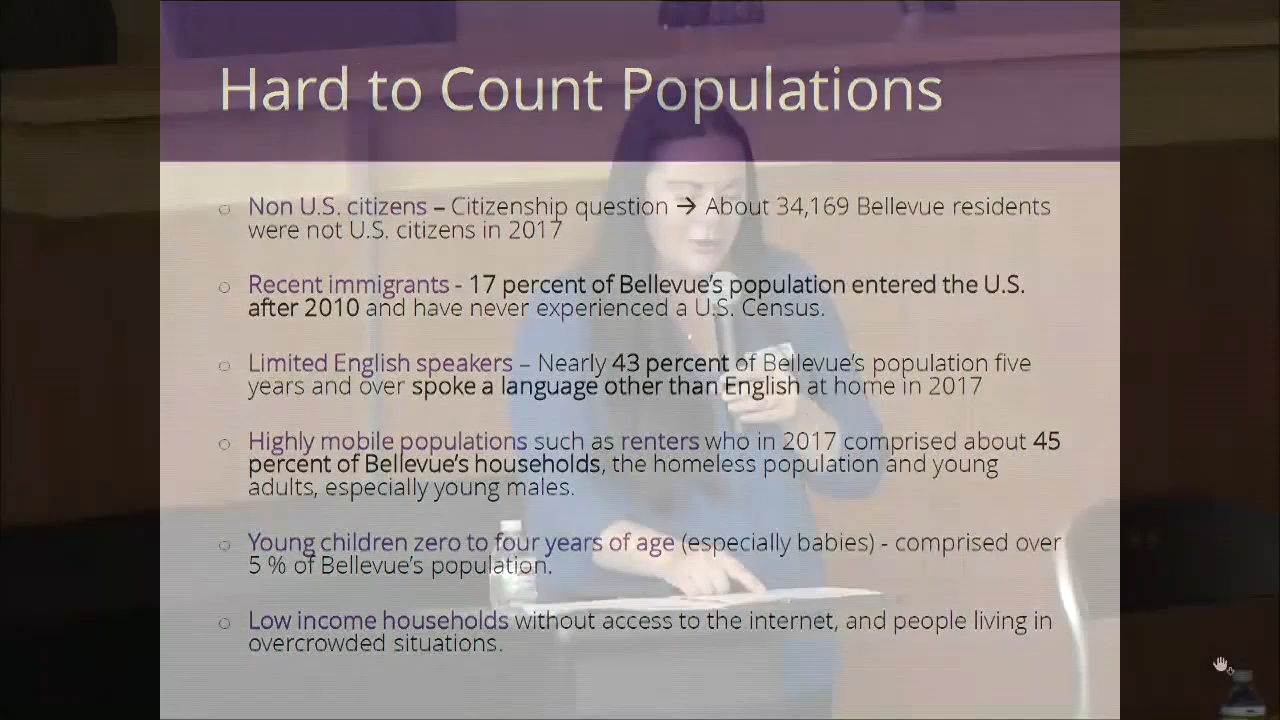 Hard to Count Populations
○ Non U.S. citizens – Citizenship question → About 34,169 Bellevue residents
were not U.S. citizens in 2017
○ Recent immigrants - 17 percent of Bellevue's population entered the U.S.
after 2010 and have never experienced a U.S. Census.
○ Limited English speakers – Nearly 43 percent of Bellevue's population five
years and over spoke a language other than English at home in 2017
○ Highly mobile populations such as renters who in 2017 comprised about 45
percent of Bellevue's households, the homeless population and young
adults, especially young males.
○ Young children zero to four years of age (especially babies) - comprised over
5 % of Bellevue's population.
○ Low income households without access to the internet, and people living in
overcrowded situations.